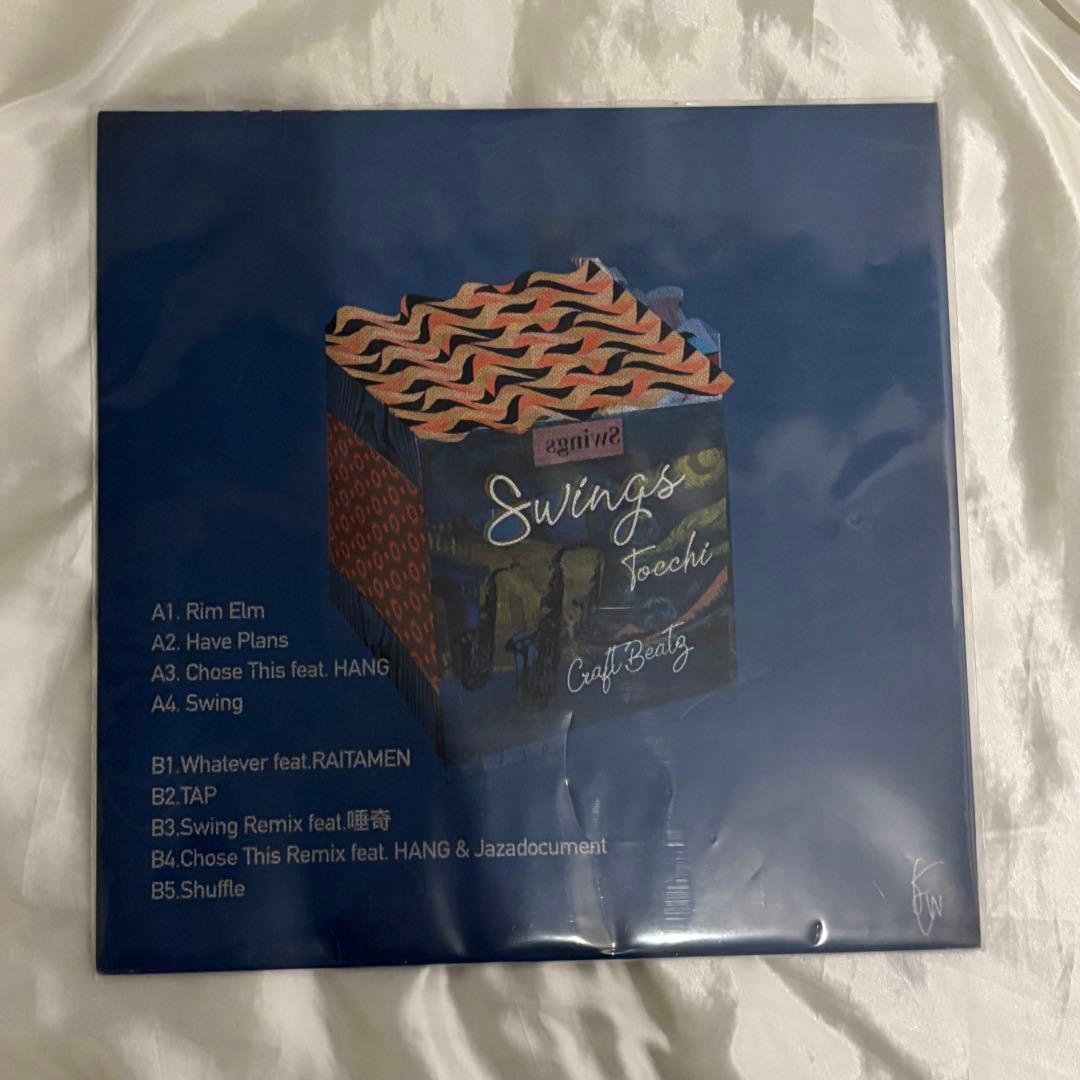 Swings
Swings
Tocchi
Craft Beatz
A1. Rim Elm
A2. Have Plans
A3. Chose This feat. HANG
A4. Swing
B1.Whatever feat.RAITAMEN
B2.TAP
B3.Swing Remix feat.唾奇
B4.Chose This Remix feat. HANG & Jazadocument
B5.Shuffle